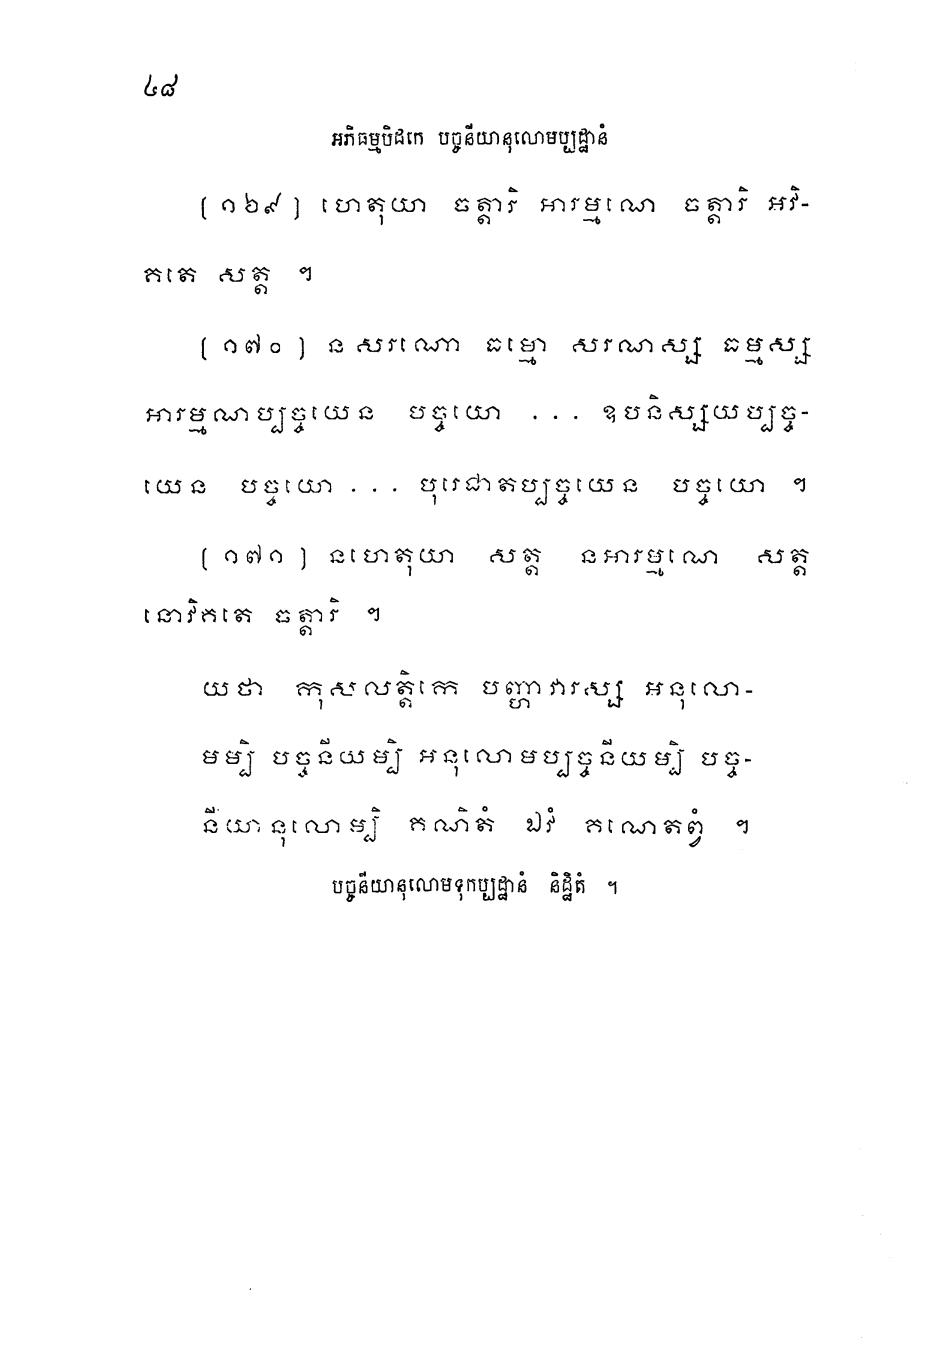 ៤៨
អភិធម្មបិដកេ បច្ចនីយានុលោមប្បដ្ឋានំ
[ ១៦៩ ] ហេតុយា ចត្តារិ អារម្មណេ ចត្តារិ អវិ-
គតេ សត្ត ។
[ ១៧០ ] នសរណោ ធម្មោ សរណស្ស ធម្មស្ស
អារម្មណប្បច្ចយេន បច្ចយោ ... ឧបនិស្សយប្បច្ច-
យេន បច្ចយោ ... បុរេជាតប្បច្ចយេន បច្ចយោ ។
[ ១៧១ ] នហេតុយា សត្ត នអារម្មណេ សត្ត
នោវិគតេ ចត្តារិ ។
យថា កុសលត្តិកេ បញ្ហាវារស្ស អនុលោ-
មម្បិ បច្ចនីយម្បិ អនុលោមប្បច្ចនីយម្បិ បច្ច-
នីយានុលោម្បិ គណិតំ ឯវំ គណេតព្វំ ។
បច្ចនីយានុលោមទុកប្បដ្ឋានំ និដ្ឋិតំ ។